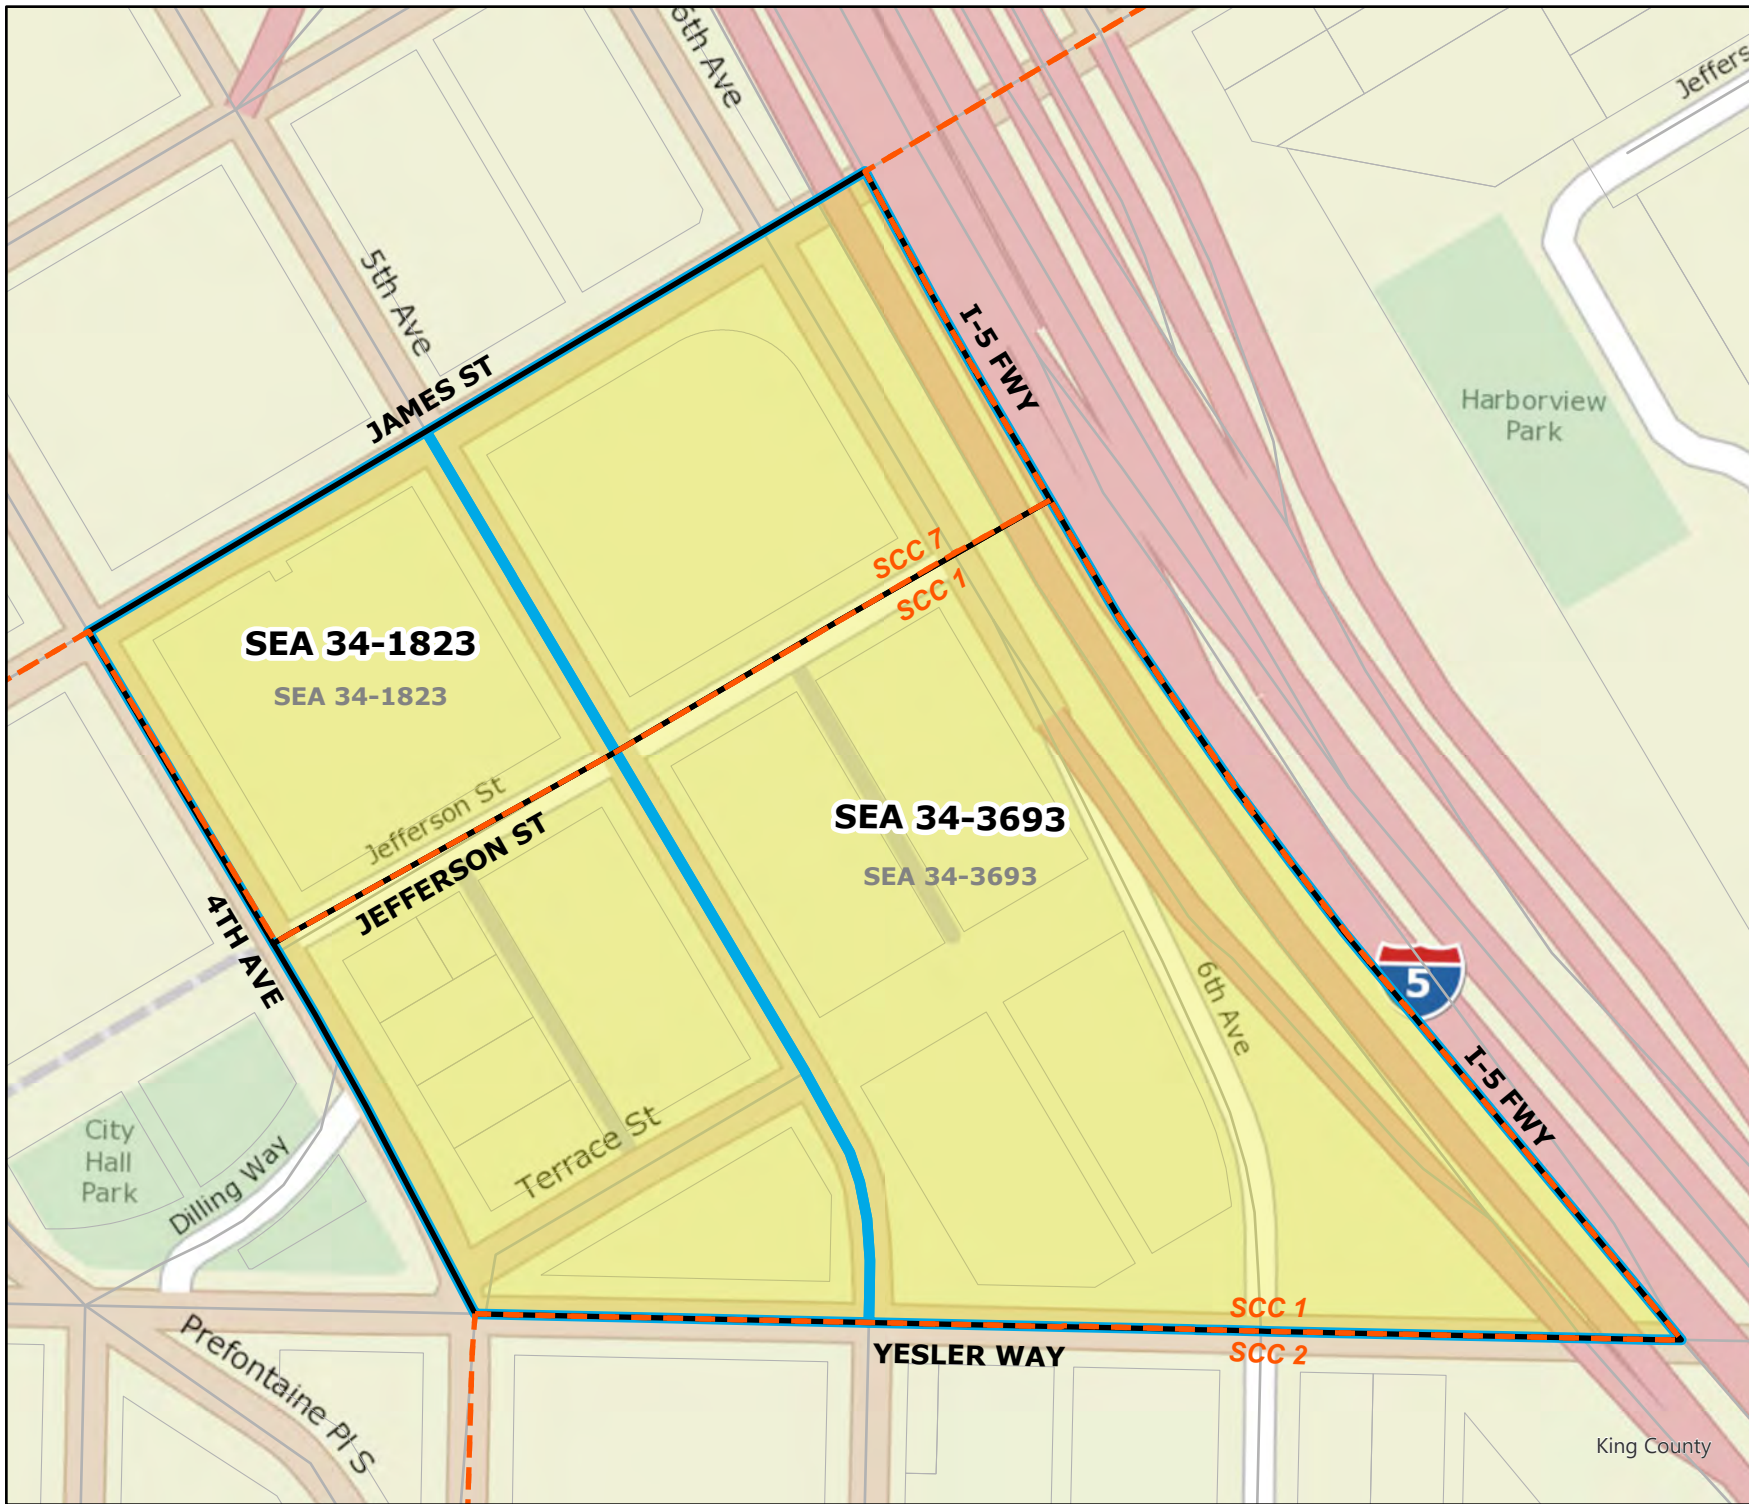 6th Ave
Jeffers
5th Ave
JAMES ST
I-5 FWY
Harborview
Park
SCC 7
SCC 1
SEA 34-1823
SEA 34-1823
Jefferson St
JEFFERSON ST
SEA 34-3693
SEA 34-3693
4TH AVE
6th Ave
5
I-5 FWY
City
Hall
Park
Dilling Way
Terrace St
SCC 1
SCC 2
YESLER WAY
Prefontaine Pl S
King County